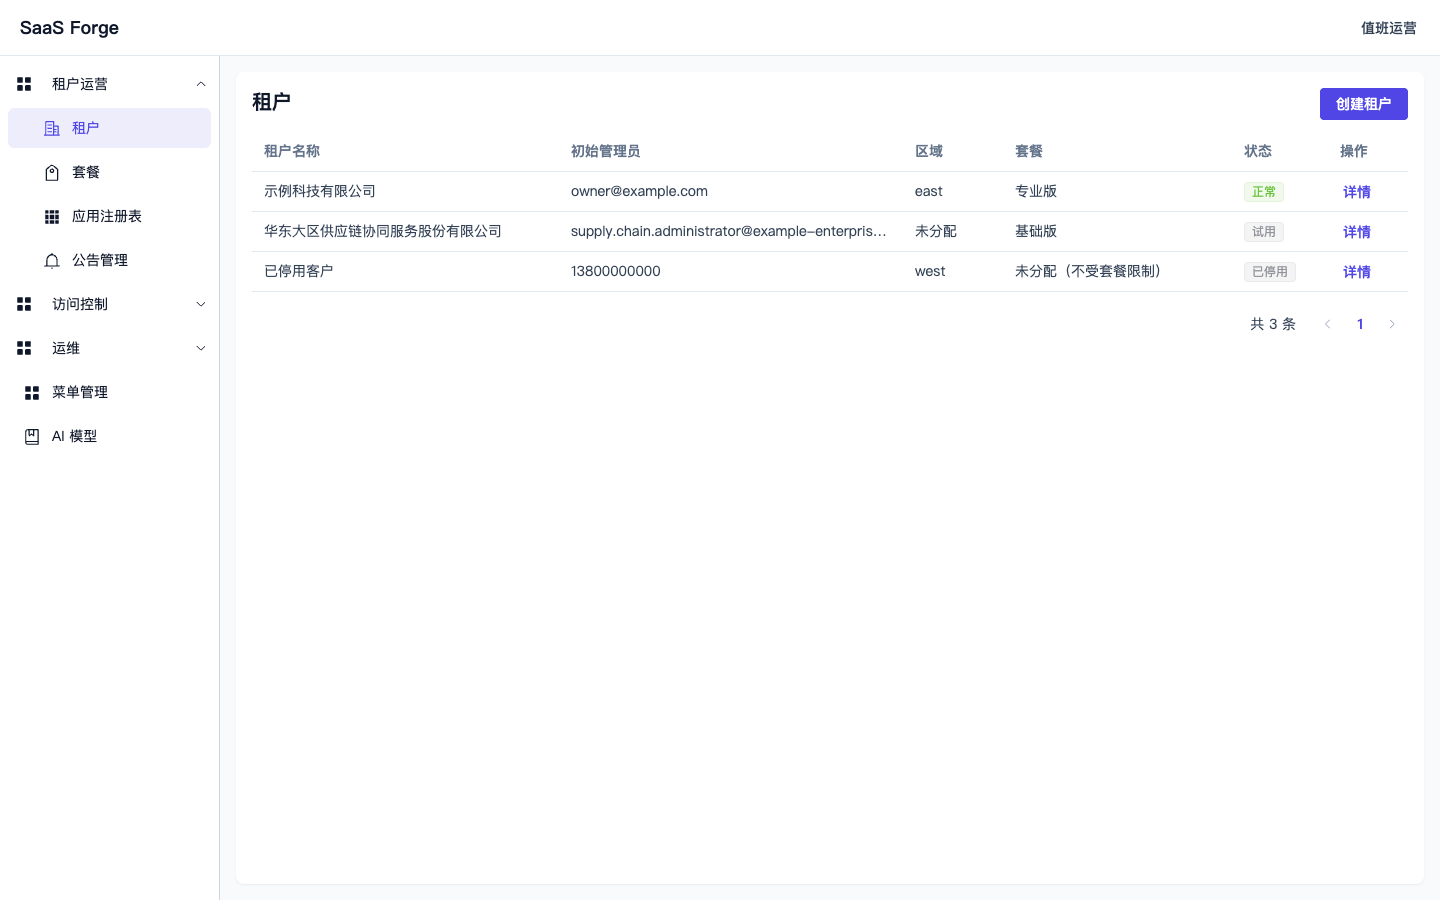 SaaS Forge
值班运营
租户运营
租户
套餐
应用注册表
公告管理
访问控制
运维
菜单管理
AI 模型
租户
创建租户
租户名称 初始管理员 区域 套餐 状态 操作
示例科技有限公司 owner@example.com east 专业版 正常 详情
华东大区供应链协同服务股份有限公司 supply.chain.administrator@example-enterpris... 未分配 基础版 试用 详情
已停用客户 13800000000 west 未分配（不受套餐限制） 已停用 详情
共 3 条 1